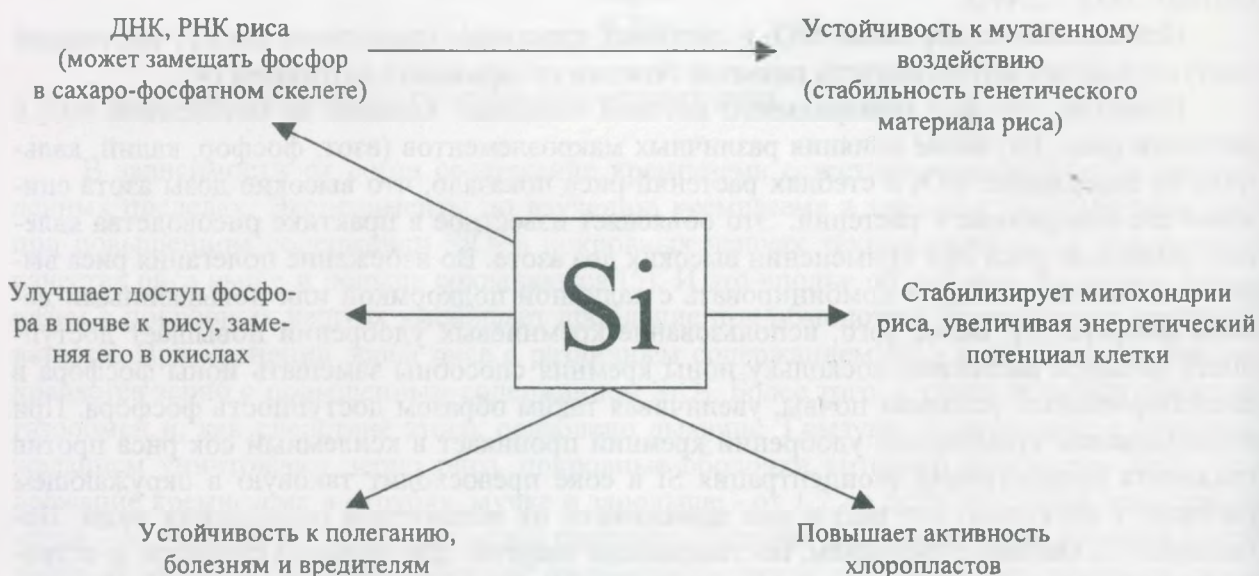 ДНК, РНК риса
(может замещать фосфор
в сахаро-фосфатном скелете)
Устойчивость к мутагенному
воздействию
(стабильность генетического
материала риса)
Улучшает доступ фосфо-
ра в почве к рису, заме-
няя его в окислах
Si
Стабилизирует митохондрии
риса, увеличивая энергетический
потенциал клетки
Устойчивость к полеганию,
болезням и вредителям
Повышает активность
хлоропластов